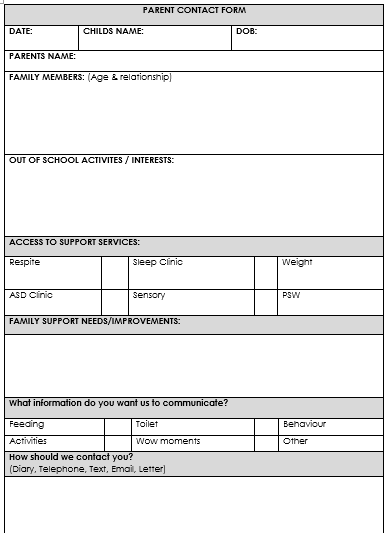 PARENT CONTACT FORM
DATE: CHILDS NAME: DOB:
PARENTS NAME:
FAMILY MEMBERS: (Age & relationship)
OUT OF SCHOOL ACTIVITES / INTERESTS:
ACCESS TO SUPPORT SERVICES:
Respite Sleep Clinic Weight
ASD Clinic Sensory PSW
FAMILY SUPPORT NEEDS/IMPROVEMENTS:
What information do you want us to communicate?
Feeding Toilet Behaviour
Activities Wow moments Other
How should we contact you?
(Diary, Telephone, Text, Email, Letter)